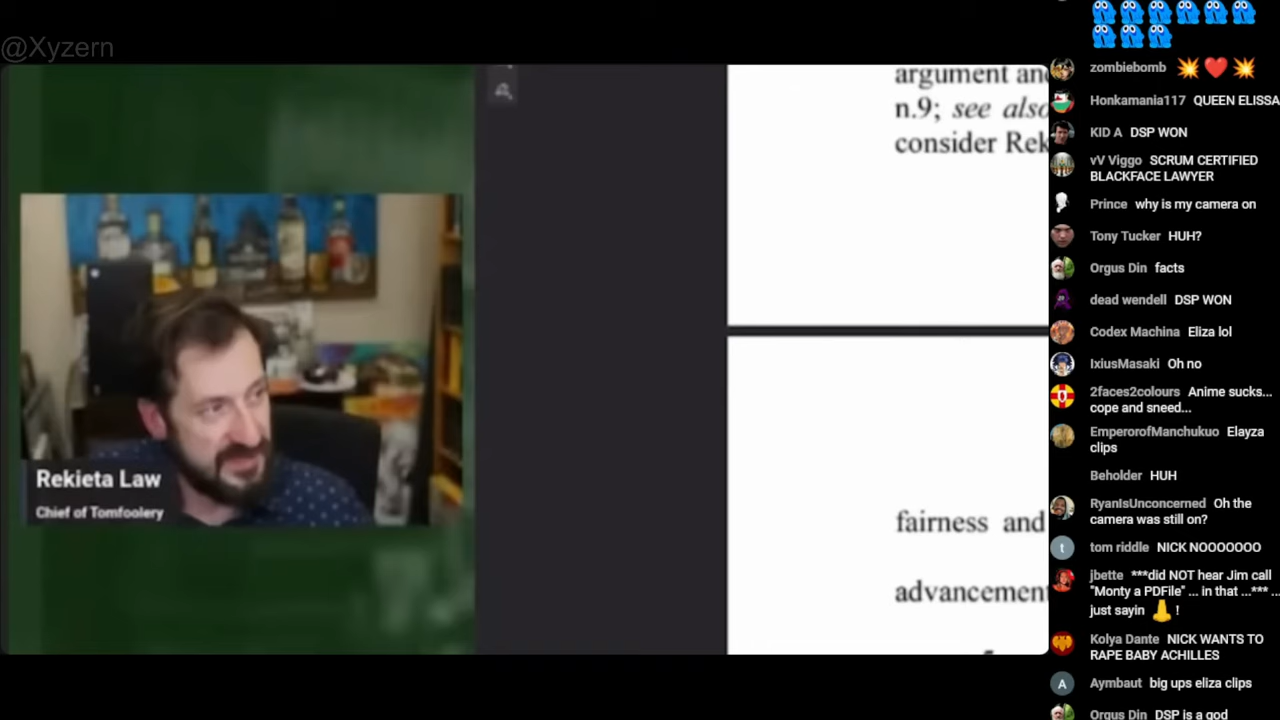 @Xyzern
argument and
n.9; see also
consider Rek
Rekieta Law
Chief of Tomfoolery
fairness and
advancement
zombiebomb 💥❤️💥
Honkamania117 QUEEN ELISSA
KID A DSP WON
vV Viggo SCRUM CERTIFIED
BLACKFACE LAWYER
Prince why is my camera on
Tony Tucker HUH?
Orgus Din facts
dead wendell DSP WON
Codex Machina Eliza lol
IxiusMasaki Oh no
2faces2colours Anime sucks...
cope and sneed...
EmperorofManchukuo Elayza
clips
Beholder HUH
RyanIsUnconcerned Oh the
camera was still on?
t
tom riddle NICK NOOOOOOO
jbette ***did NOT hear Jim call
"Monty a PDFile" ... in that ...*** ...
just sayin 👃 !
Kolya Dante NICK WANTS TO
RAPE BABY ACHILLES
A
Aymbaut big ups eliza clips
Orgus Din DSP is a god